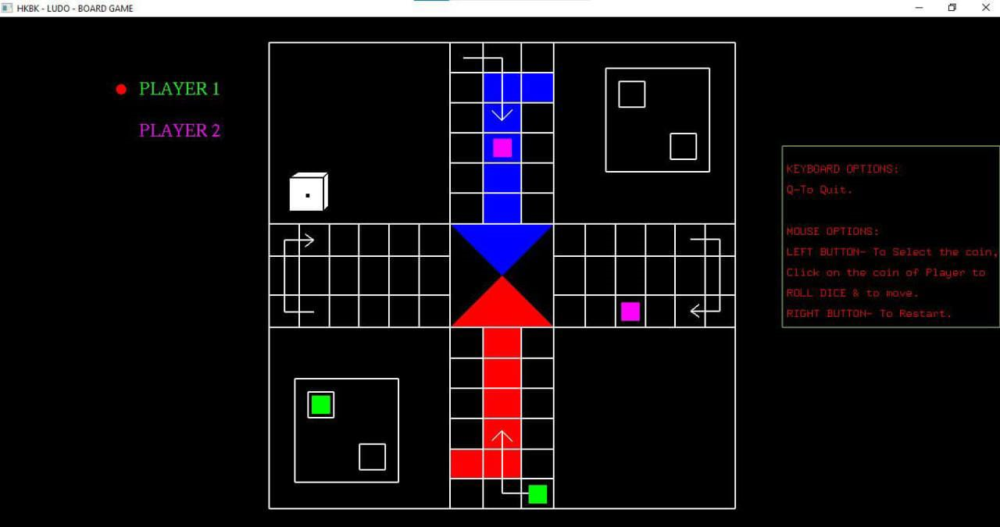 HKBK - LUDO - BOARD GAME
PLAYER 1
PLAYER 2
KEYBOARD OPTIONS:
Q-To Quit.
MOUSE OPTIONS:
LEFT BUTTON- To Select the coin,
Click on the coin of Player to
ROLL DICE & to move.
RIGHT BUTTON- To Restart.